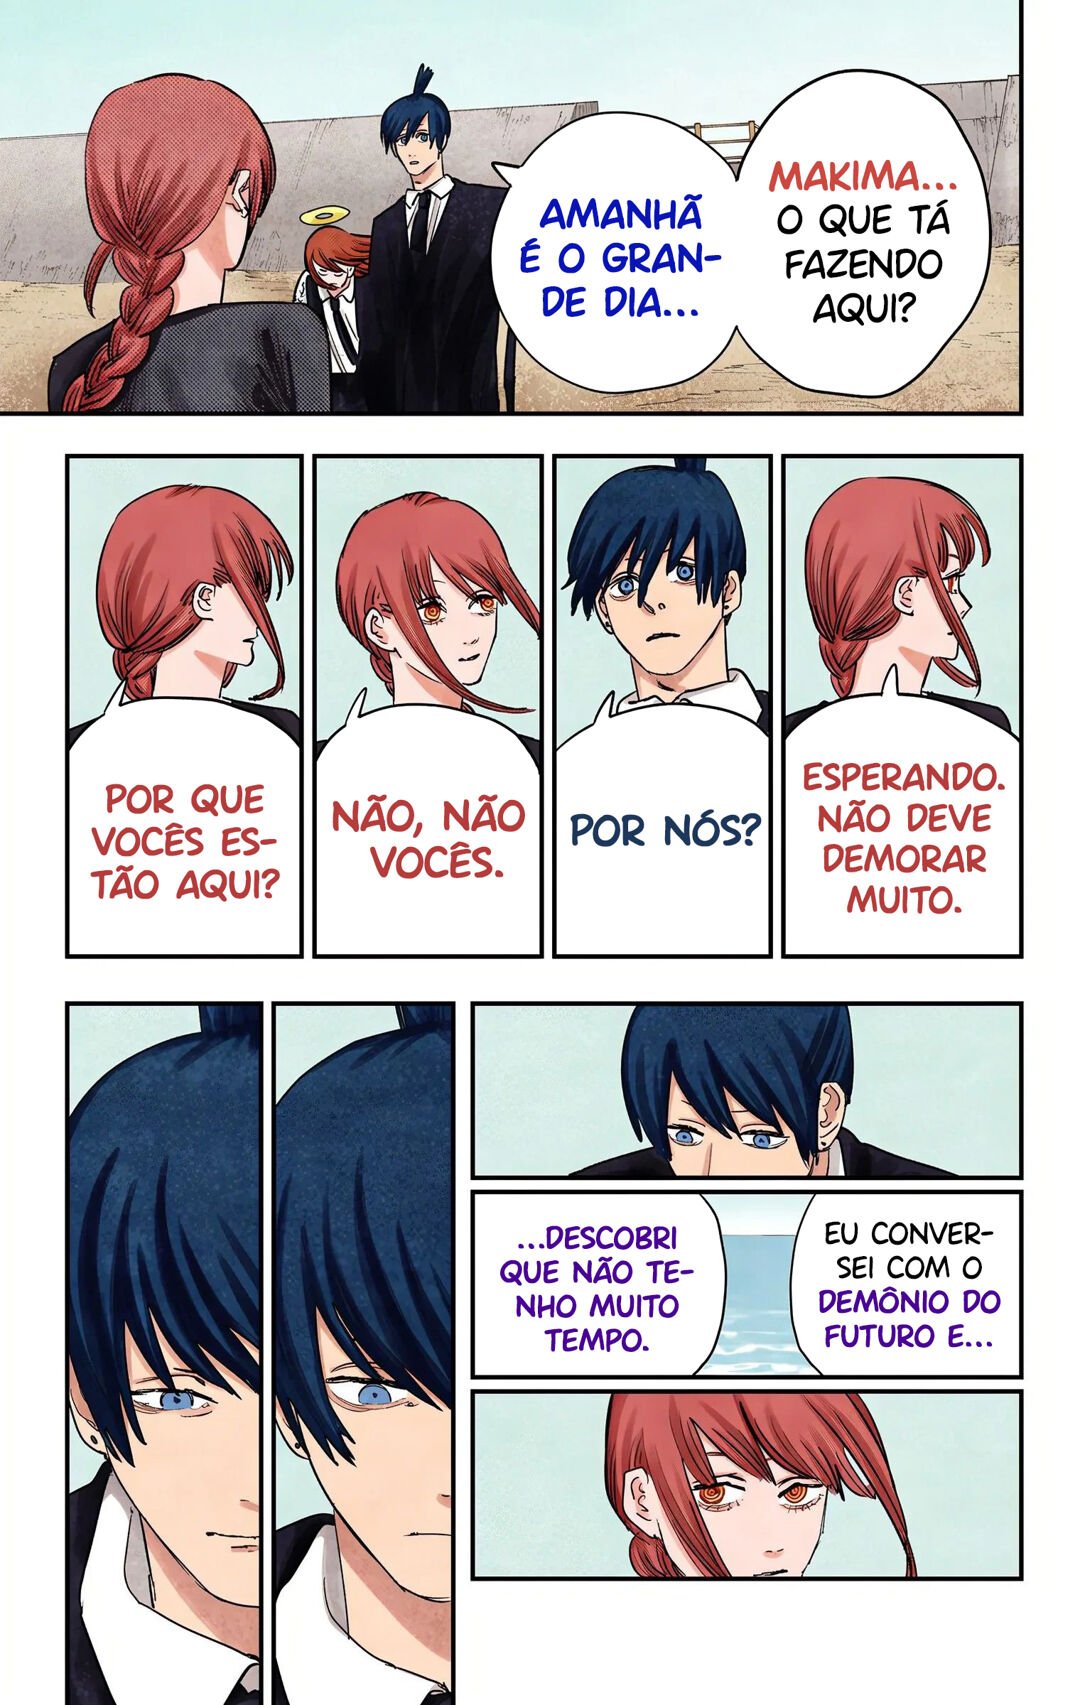 MAKIMA...
O QUE TÁ
FAZENDO
AQUI?
AMANHÃ
É O GRAN-
DE DIA...
ESPERANDO.
NÃO DEVE
DEMORAR
MUITO.
POR NÓS?
NÃO, NÃO
VOCÊS.
POR QUE
VOCÊS ES-
TÃO AQUI?
EU CONVER-
SEI COM O
DEMÔNIO DO
FUTURO E...
...DESCOBRI
QUE NÃO TE-
NHO MUITO
TEMPO.